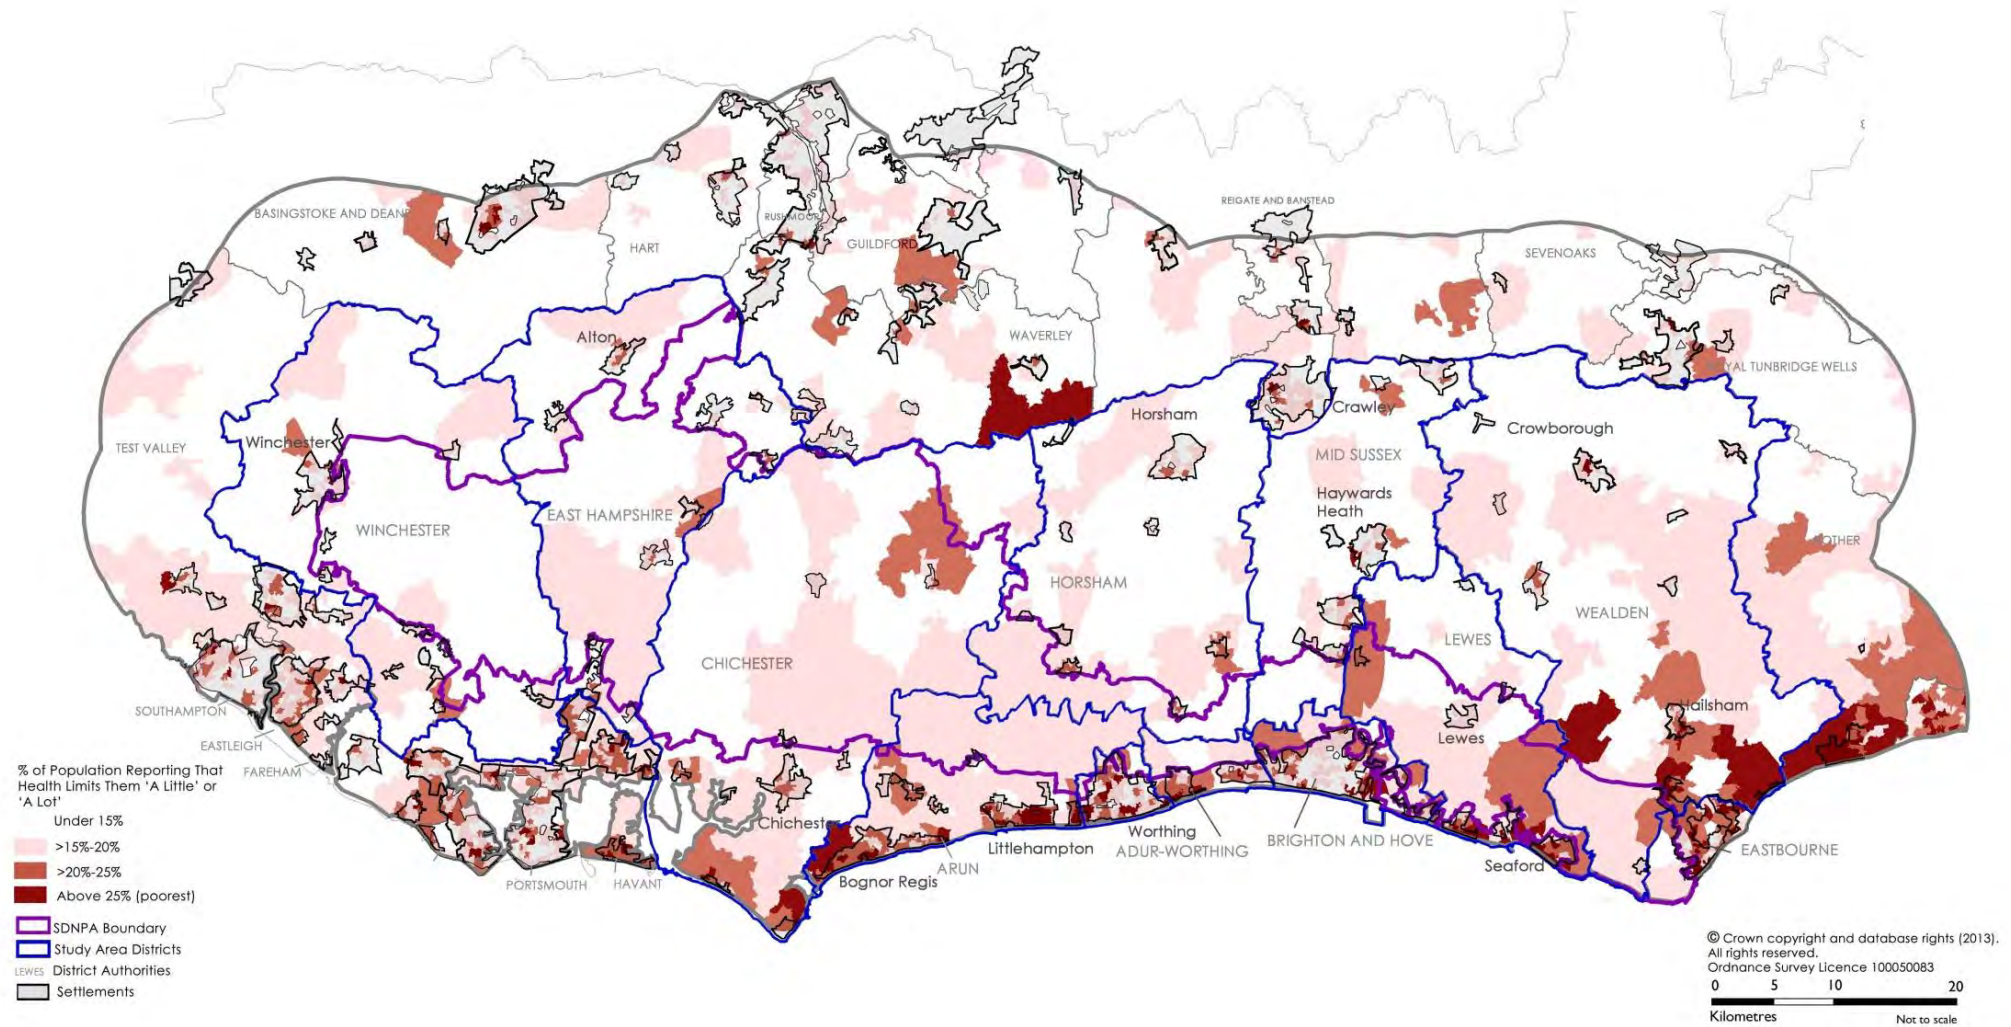 REIGATE AND BANSTEAD
BASINGSTOKE AND DEANE
RUSHMOOR
GUILDFORD
HART
SEVENOAKS
Alton
WAVERLEY
YAL TUNBRIDGE WELLS
Horsham
Crawley
Winchester
Crowborough
TEST VALLEY
MID SUSSEX
Haywards
Heath
EAST HAMPSHIRE
WINCHESTER
OTHER
HORSHAM
WEALDEN
LEWES
CHICHESTER
SOUTHAMPTON
Hailsham
EASTLEIGH
Lewes
FAREHAM
Chichester
Worthing
ADUR-WORTHING
BRIGHTON AND HOVE
Littlehampton
EASTBOURNE
Seaford
ARUN
Bognor Regis
PORTSMOUTH
HAVANT
% of Population Reporting That
Health Limits Them 'A Little' or
'A Lot'
Under 15%
>15%-20%
>20%-25%
Above 25% (poorest)
SDNPA Boundary
Study Area Districts
LEWES District Authorities
Settlements
© Crown copyright and database rights (2013).
All rights reserved.
Ordnance Survey Licence 100050083
0 5 10 20
Kilometres
Not to scale